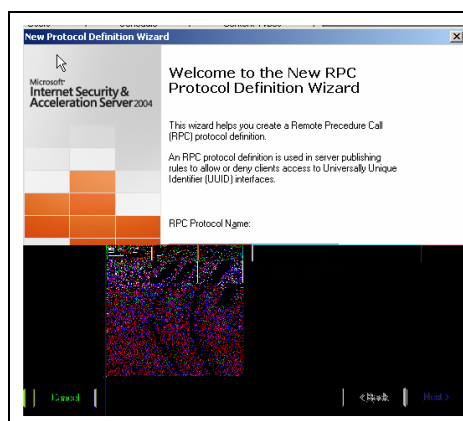 New Protocol Definition Wizard
Microsoft
Internet Security &
Acceleration Server 2004
Welcome to the New RPC
Protocol Definition Wizard
This wizard helps you create a Remote Procedure Call
(RPC) protocol definition.
An RPC protocol definition is used in server publishing
rules to allow or deny clients access to Universally Unique
Identifier (UUID) interfaces.
RPC Protocol Name:
Cancel
< Back
Next >